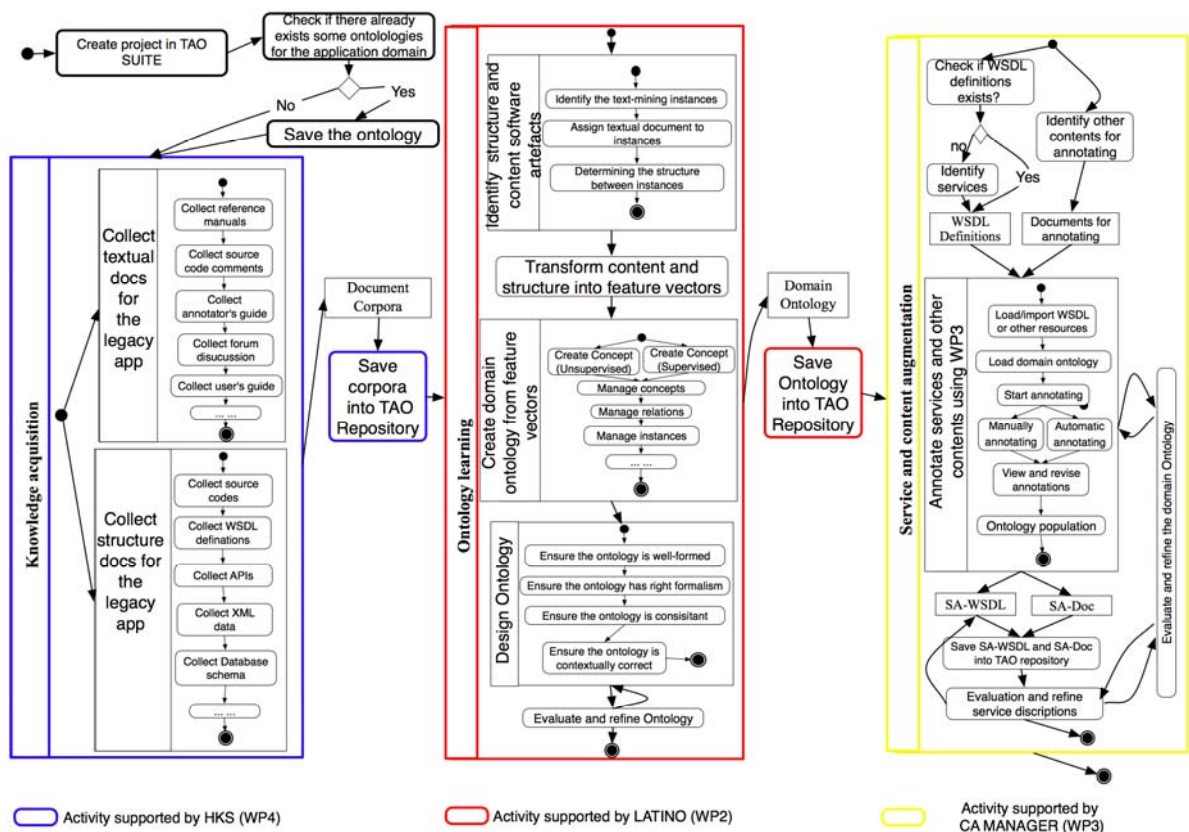 Create project in TAO
SUITE
Check if there already
exists some ontolologies
for the application domain
No
Yes
Save the ontology
Knowledge acquisition
Collect
textual docs
for the
legacy app
Collect reference
manuals
Collect source
code comments
Collect
annotator's guide
Collect forum
disucussion
Collect user's guide
... ...
Collect
structure
docs for the
legacy app
Collect source
codes
Collect WSDL
definations
Collect APIs
Collect XML
data
Collect Database
schema
... ...
Document
Corpora
Save
corpora
into TAO
Repository
Ontology learning
Identify structure and
content software
artefacts
Identify the text-mining instances
Assign textual document to
instances
Determining the structure
between instances
Transform content and
structure into feature vectors
Create domain
ontology from feature
vectors
Create Concept
(Unsupervised)
Create Concept
(Supervised)
Manage concepts
Manage relations
Manage instances
... ...
Design Ontology
Ensure the ontology is well-formed
Ensure the ontology has right formalism
Ensure the ontology is consisitant
Ensure the ontology is
contextually correct
Evaluate and refine Ontology
Domain
Ontology
Save
Ontology
into TAO
Repository
Service and content augmentation
Check if WSDL
definitions
exists?
no
Yes
Identify
services
Identify other
contents for
annotating
WSDL
Definitions
Documents for
annotating
Annotate services and other
contents using WP3
Load/import WSDL
or other resources
Load domain ontology
Start annotating
Manually
annotating
Automatic
annotating
View and revise
annotations
Ontology population
SA-WSDL
SA-Doc
Save SA-WSDL and SA-Doc
into TAO repository
Evaluation and refine
service discriptions
Evaluate and refine the domain Ontology
Activity supported by HKS (WP4)
Activity supported by LATINO (WP2)
Activity supported by
CA MANAGER (WP3)